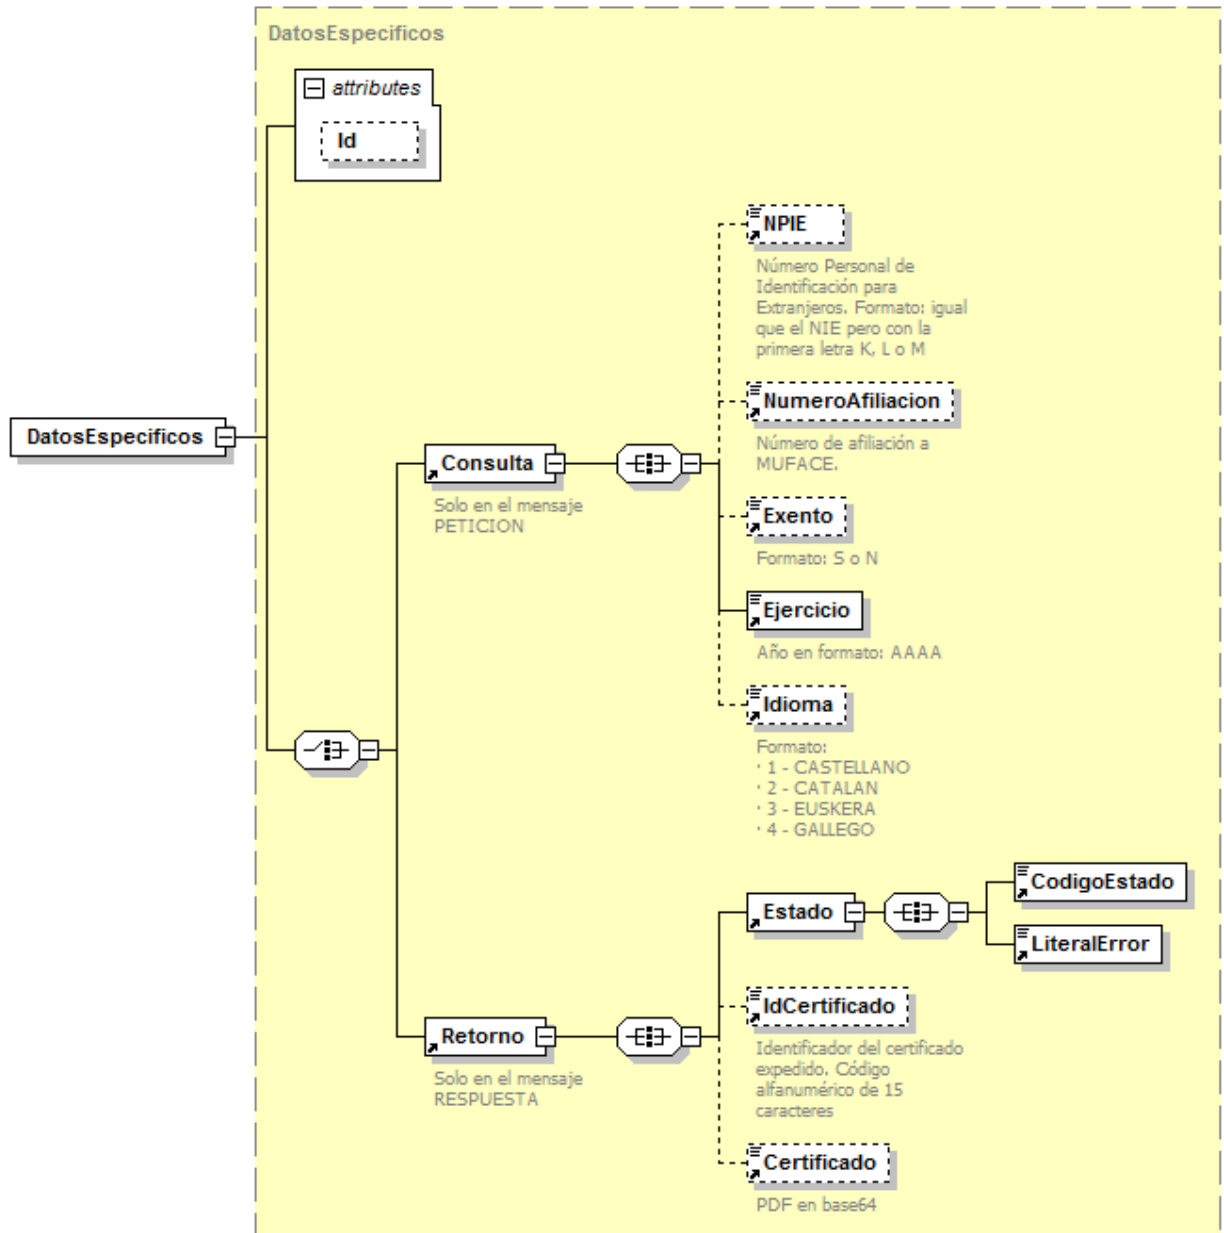 DatosEspecificos
attributes
Id
NPIE
Número Personal de
Identificación para
Extranjeros. Formato: igual
que el NIE pero con la
primera letra K, L o M
NumeroAfiliacion
Número de afiliación a
MUFACE.
DatosEspecificos
Consulta
Solo en el mensaje
PETICION
Exento
Formato: S o N
Ejercicio
Año en formato: AAAA
Idioma
Formato:
· 1 - CASTELLANO
· 2 - CATALAN
· 3 - EUSKERA
· 4 - GALLEGO
Estado
CodigoEstado
LiteralError
Retorno
Solo en el mensaje
RESPUESTA
IdCertificado
Identificador del certificado
expedido. Código
alfanumérico de 15
caracteres
Certificado
PDF en base64